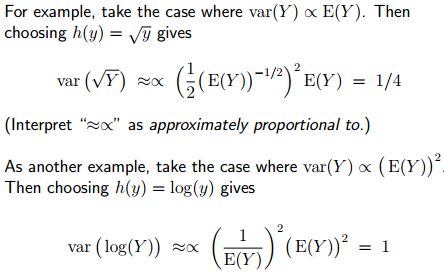 For example, take the case where var(Y) ∝ E(Y). Then
choosing h(y) = √y gives
var (√Y) ≈∝ (1/2 (E(Y))^{-1/2})^2 E(Y) = 1/4
(Interpret "≈∝" as approximately proportional to.)
As another example, take the case where var(Y) ∝ (E(Y))^2.
Then choosing h(y) = log(y) gives
var (log(Y)) ≈∝ (1/E(Y))^2 (E(Y))^2 = 1